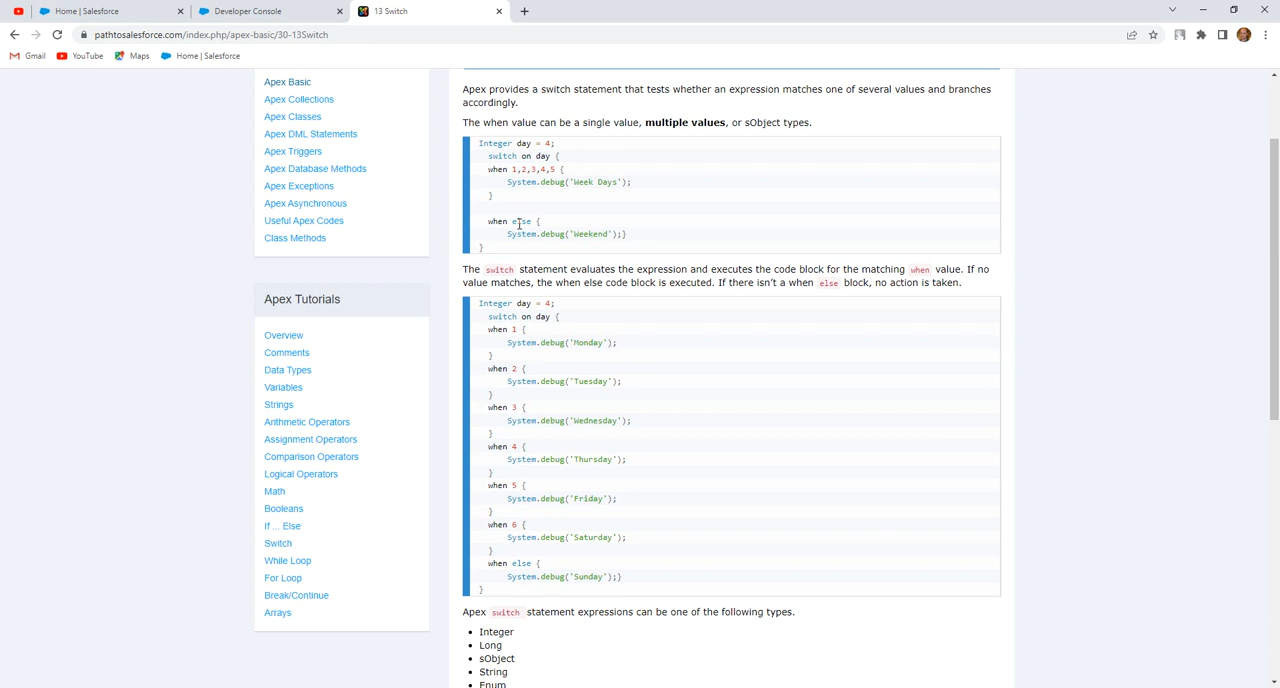 Home | Salesforce
Developer Console
13 Switch
pathtosalesforce.com/index.php/apex-basic/30-13Switch
Gmail
YouTube
Maps
Home | Salesforce
Apex Basic
Apex Collections
Apex Classes
Apex DML Statements
Apex Triggers
Apex Database Methods
Apex Exceptions
Apex Asynchronous
Useful Apex Codes
Class Methods
Apex Tutorials
Overview
Comments
Data Types
Variables
Strings
Arithmetic Operators
Assignment Operators
Comparison Operators
Logical Operators
Math
Booleans
If ... Else
Switch
While Loop
For Loop
Break/Continue
Arrays
Apex provides a switch statement that tests whether an expression matches one of several values and branches
accordingly.
The when value can be a single value, multiple values, or sObject types.
Integer day = 4;
switch on day {
when 1,2,3,4,5 {
System.debug('Week Days');
}
when else {
System.debug('Weekend');}
}
The switch statement evaluates the expression and executes the code block for the matching when value. If no
value matches, the when else code block is executed. If there isn't a when else block, no action is taken.
Integer day = 4;
switch on day {
when 1 {
System.debug('Monday');
}
when 2 {
System.debug('Tuesday');
}
when 3 {
System.debug('Wednesday');
}
when 4 {
System.debug('Thursday');
}
when 5 {
System.debug('Friday');
}
when 6 {
System.debug('Saturday');
}
when else {
System.debug('Sunday');}
}
Apex switch statement expressions can be one of the following types.
Integer
Long
sObject
String
Enum